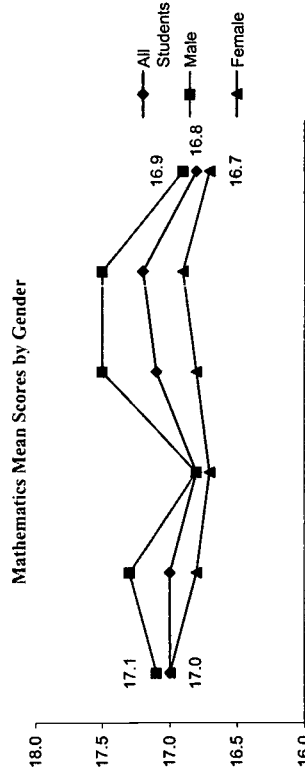 Mathematics Mean Scores by Gender
18.0
17.5
17.0
16.5
16.0
17.1
17.0
16.9
16.8
16.7
All
Students
Male
Female